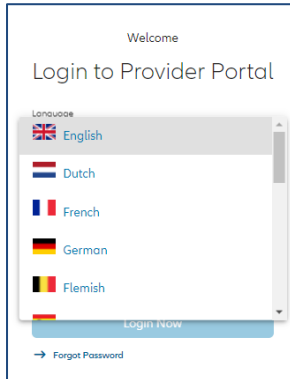 Welcome
Login to Provider Portal
Language
English
Dutch
French
German
Flemish
Login Now
→ Forgot Password